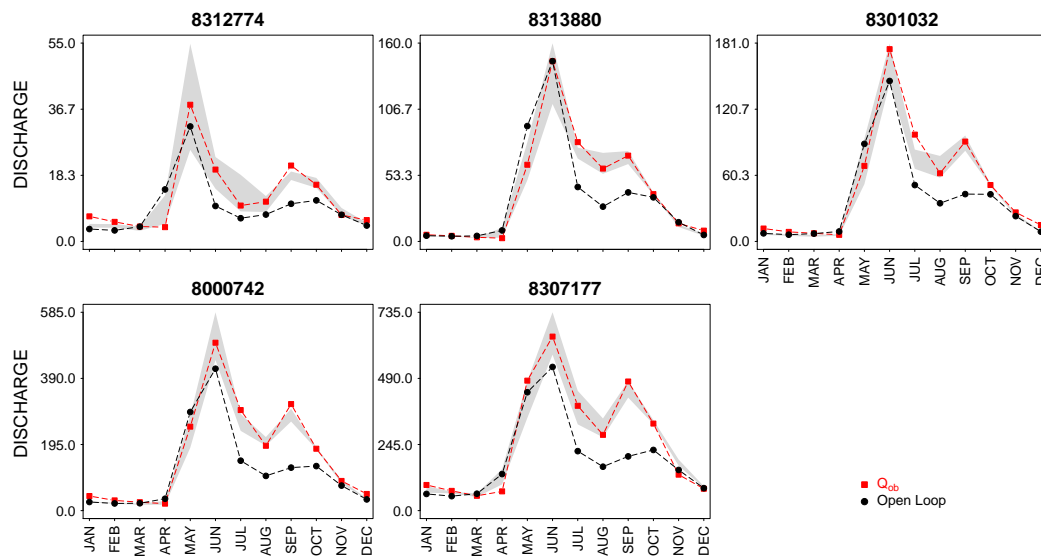 8312774
8313880
8301032
DISCHARGE
55.0
36.7
18.3
0.0
160.0
106.7
53.3
0.0
181.0
120.7
60.3
0.0
JAN
FEB
MAR
APR
MAY
JUN
JUL
AUG
SEP
OCT
NOV
DEC
8000742
8307177
DISCHARGE
585.0
390.0
195.0
0.0
735.0
490.0
245.0
0.0
JAN
FEB
MAR
APR
MAY
JUN
JUL
AUG
SEP
OCT
NOV
DEC
JAN
FEB
MAR
APR
MAY
JUN
JUL
AUG
SEP
OCT
NOV
DEC
Qob
Open Loop